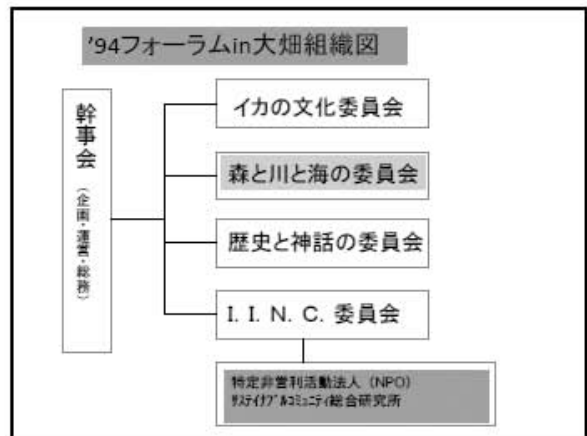 '94フォーラムin大畑組織図
幹事会(企画・運営・総務)
イカの文化委員会
森と川と海の委員会
歴史と神話の委員会
I. I. N. C. 委員会
特定非営利活動法人 (NPO)
ｻｽﾃｲﾅﾌﾞﾙｺﾐｭﾆﾃｨ総合研究所